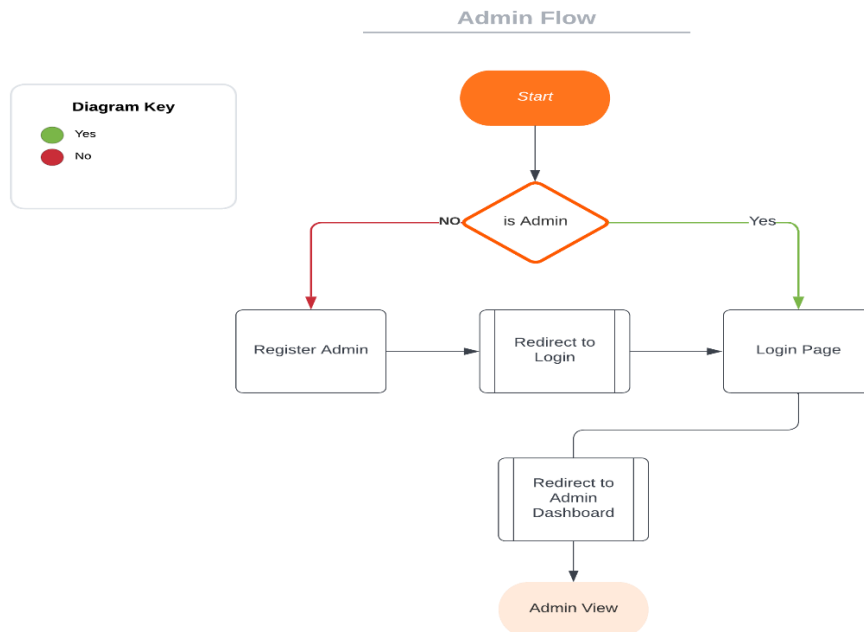 Admin Flow
Diagram Key
Yes
No
Start
is Admin
NO
Yes
Register Admin
Redirect to
Login
Login Page
Redirect to
Admin
Dashboard
Admin View